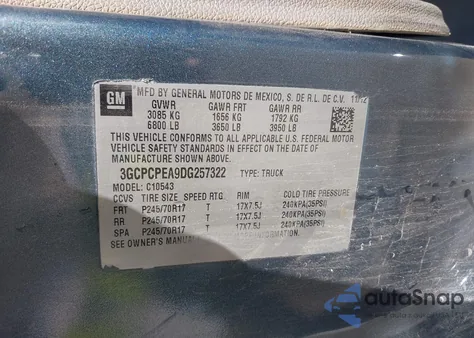 GM
MFD BY GENERAL MOTORS DE MEXICO, S. DE R.L. DE C.V. 11/12
GVWR GAWR FRT GAWR RR
3085 KG 1656 KG 1792 KG
6800 LB 3650 LB 3950 LB
THIS VEHICLE CONFORMS TO ALL APPLICABLE U.S. FEDERAL MOTOR
VEHICLE SAFETY STANDARDS IN EFFECT ON THE DATE OF MANUFACTURE
SHOWN ABOVE.
3GCPCPEA9DG257322 TYPE: TRUCK
MODEL: C10543
CCVS TIRE SIZE SPEED RTG RIM COLD TIRE PRESSURE
FRT P245/70R17 T 17X7.5J 240KPA(35PSI)
RR P245/70R17 T 17X7.5J 240KPA(35PSI)
SPA P245/70R17 T 17X7.5J 240KPA(35PSI)
SEE OWNER'S MANUAL INFORMATION.
autoSnap